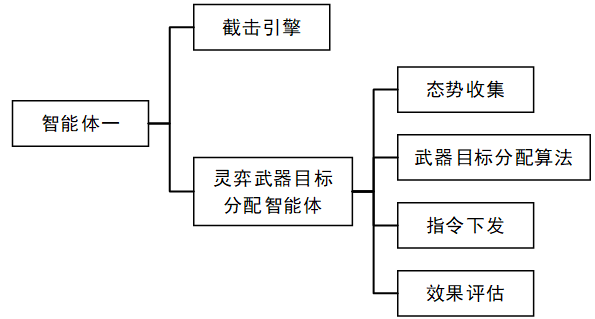 截击引擎
智能体一
灵弈武器目标
分配智能体
态势收集
武器目标分配算法
指令下发
效果评估